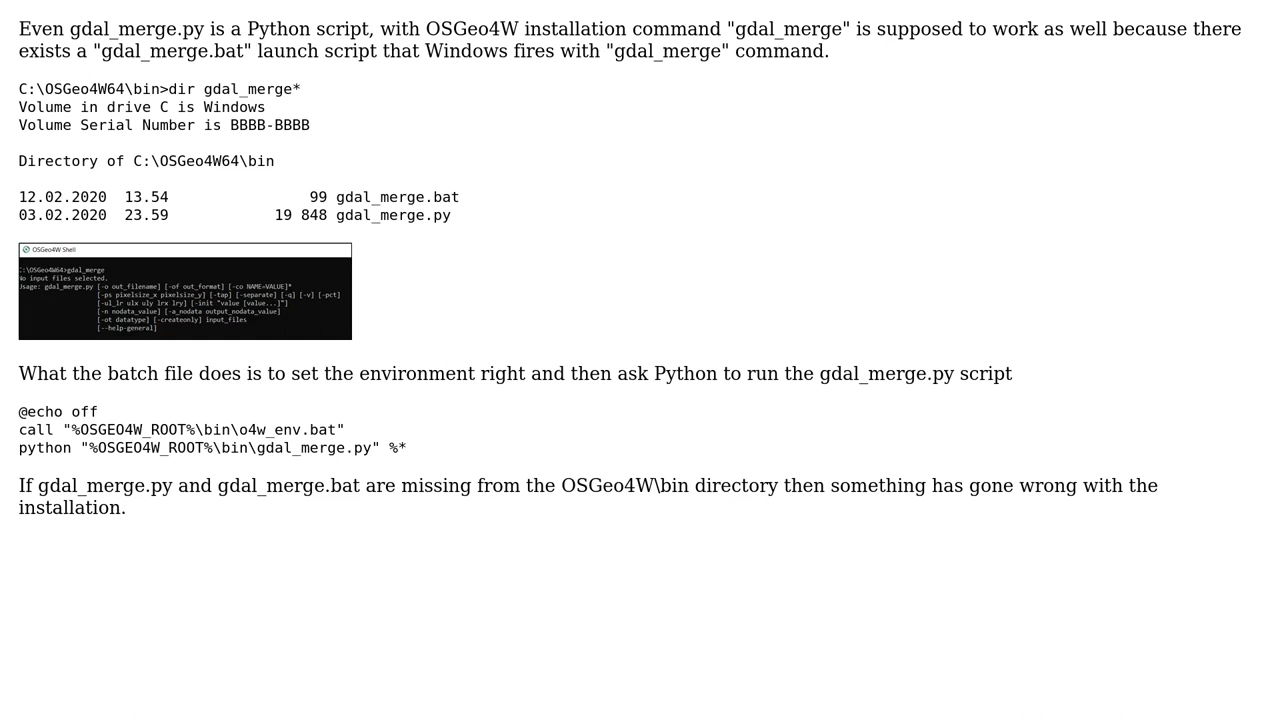 Even gdal_merge.py is a Python script, with OSGeo4W installation command "gdal_merge" is supposed to work as well because there
exists a "gdal_merge.bat" launch script that Windows fires with "gdal_merge" command.
C:\OSGeo4W64\bin>dir gdal_merge*
Volume in drive C is Windows
Volume Serial Number is BBBB-BBBB
Directory of C:\OSGeo4W64\bin
12.02.2020  13.54                99 gdal_merge.bat
03.02.2020  23.59            19 848 gdal_merge.py
OSGeo4W Shell
C:\OSGeo4W64>gdal_merge
No input files selected.
Usage: gdal_merge.py [-o out_filename] [-of out_format] [-co NAME=VALUE]*
[-ps pixelsize_x pixelsize_y] [-tap] [-separate] [-q] [-v] [-pct]
[-ul_lr ulx uly lrx lry] [-init "value [value...]"]
[-n nodata_value] [-a_nodata output_nodata_value]
[-ot datatype] [-createonly] input_files
[--help-general]
What the batch file does is to set the environment right and then ask Python to run the gdal_merge.py script
@echo off
call "%OSGEO4W_ROOT%\bin\o4w_env.bat"
python "%OSGEO4W_ROOT%\bin\gdal_merge.py" %*
If gdal_merge.py and gdal_merge.bat are missing from the OSGeo4W\bin directory then something has gone wrong with the
installation.